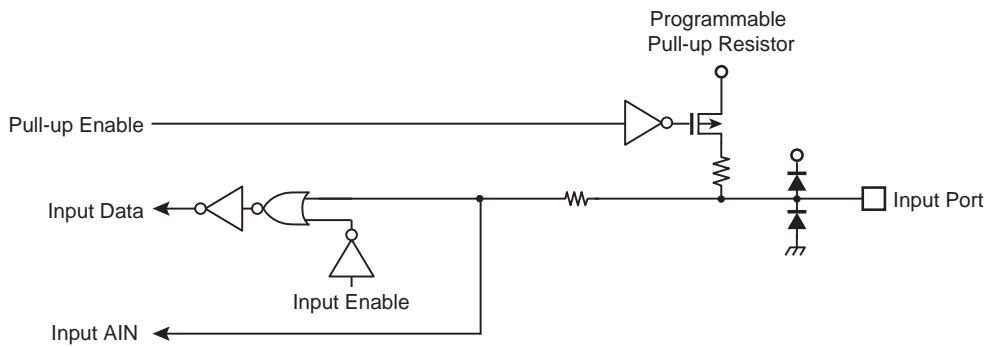 Programmable
Pull-up Resistor
Pull-up Enable
Input Data
Input Port
Input Enable
Input AIN